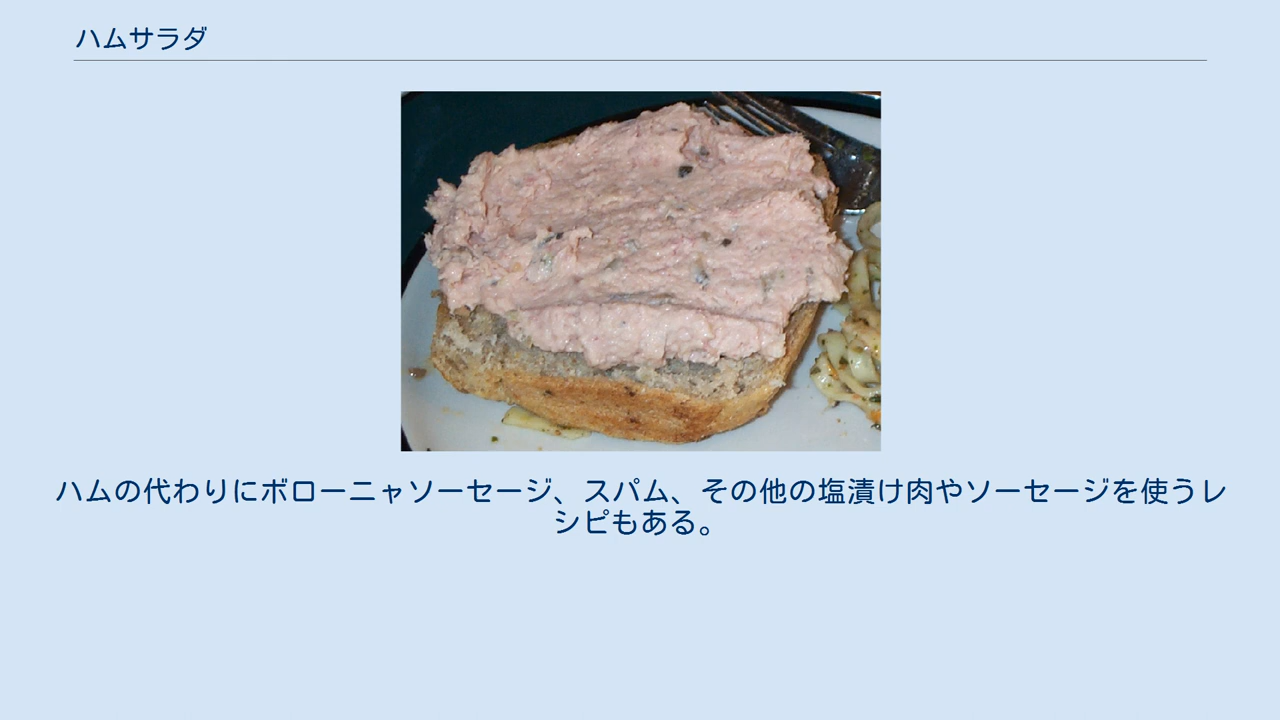 ハムサラダ
ハムの代わりにボローニャソーセージ、スパム、その他の塩漬け肉やソーセージを使うレ
シピもある。